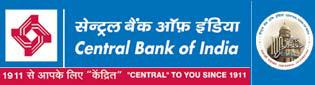 सेन्ट्रल बैंक ऑफ़ इंडिया
Central Bank of India
1911 से आपके लिए “केंद्रित” "CENTRAL" TO YOU SINCE 1911